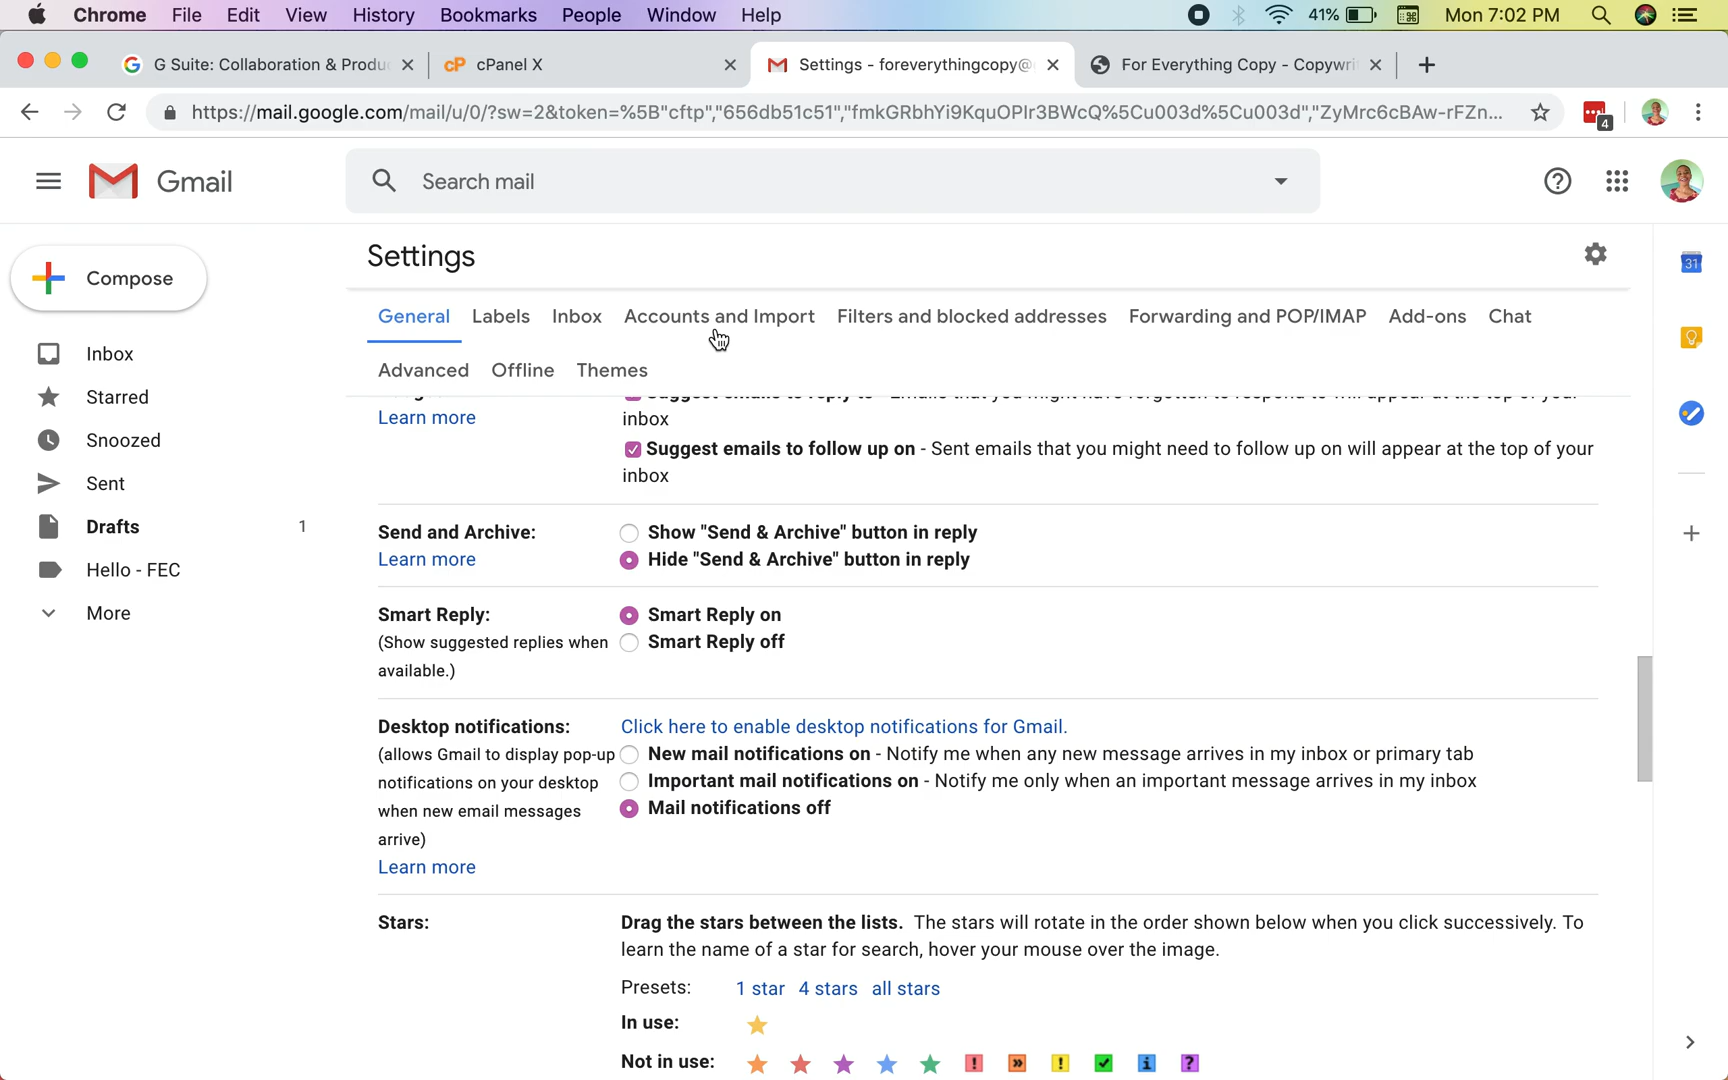 Chrome File Edit View History Bookmarks People Window Help 41% Mon 7:02 PM
G Suite: Collaboration & Produ
cP cPanel X
Settings - foreverythingcopy@
For Everything Copy - Copywri
https://mail.google.com/mail/u/0/?sw=2&token=%5B"cftp","656db51c51","fmkGRbhYi9KquOPIr3BWcQ%5Cu003d%5Cu003d","ZyMrc6cBAw-rFZn...
4
Gmail
Search mail
Compose
Inbox
Starred
Snoozed
Sent
Drafts 1
Hello - FEC
More
Settings
General Labels Inbox Accounts and Import Filters and blocked addresses Forwarding and POP/IMAP Add-ons Chat
Advanced Offline Themes
Learn more
inbox
Suggest emails to follow up on - Sent emails that you might need to follow up on will appear at the top of your
inbox
Send and Archive:
Learn more
Show "Send & Archive" button in reply
Hide "Send & Archive" button in reply
Smart Reply:
(Show suggested replies when
available.)
Smart Reply on
Smart Reply off
Desktop notifications:
(allows Gmail to display pop-up
notifications on your desktop
when new email messages
arrive)
Learn more
Click here to enable desktop notifications for Gmail.
New mail notifications on - Notify me when any new message arrives in my inbox or primary tab
Important mail notifications on - Notify me only when an important message arrives in my inbox
Mail notifications off
Stars:
Drag the stars between the lists. The stars will rotate in the order shown below when you click successively. To
learn the name of a star for search, hover your mouse over the image.
Presets: 1 star 4 stars all stars
In use:
Not in use:
31